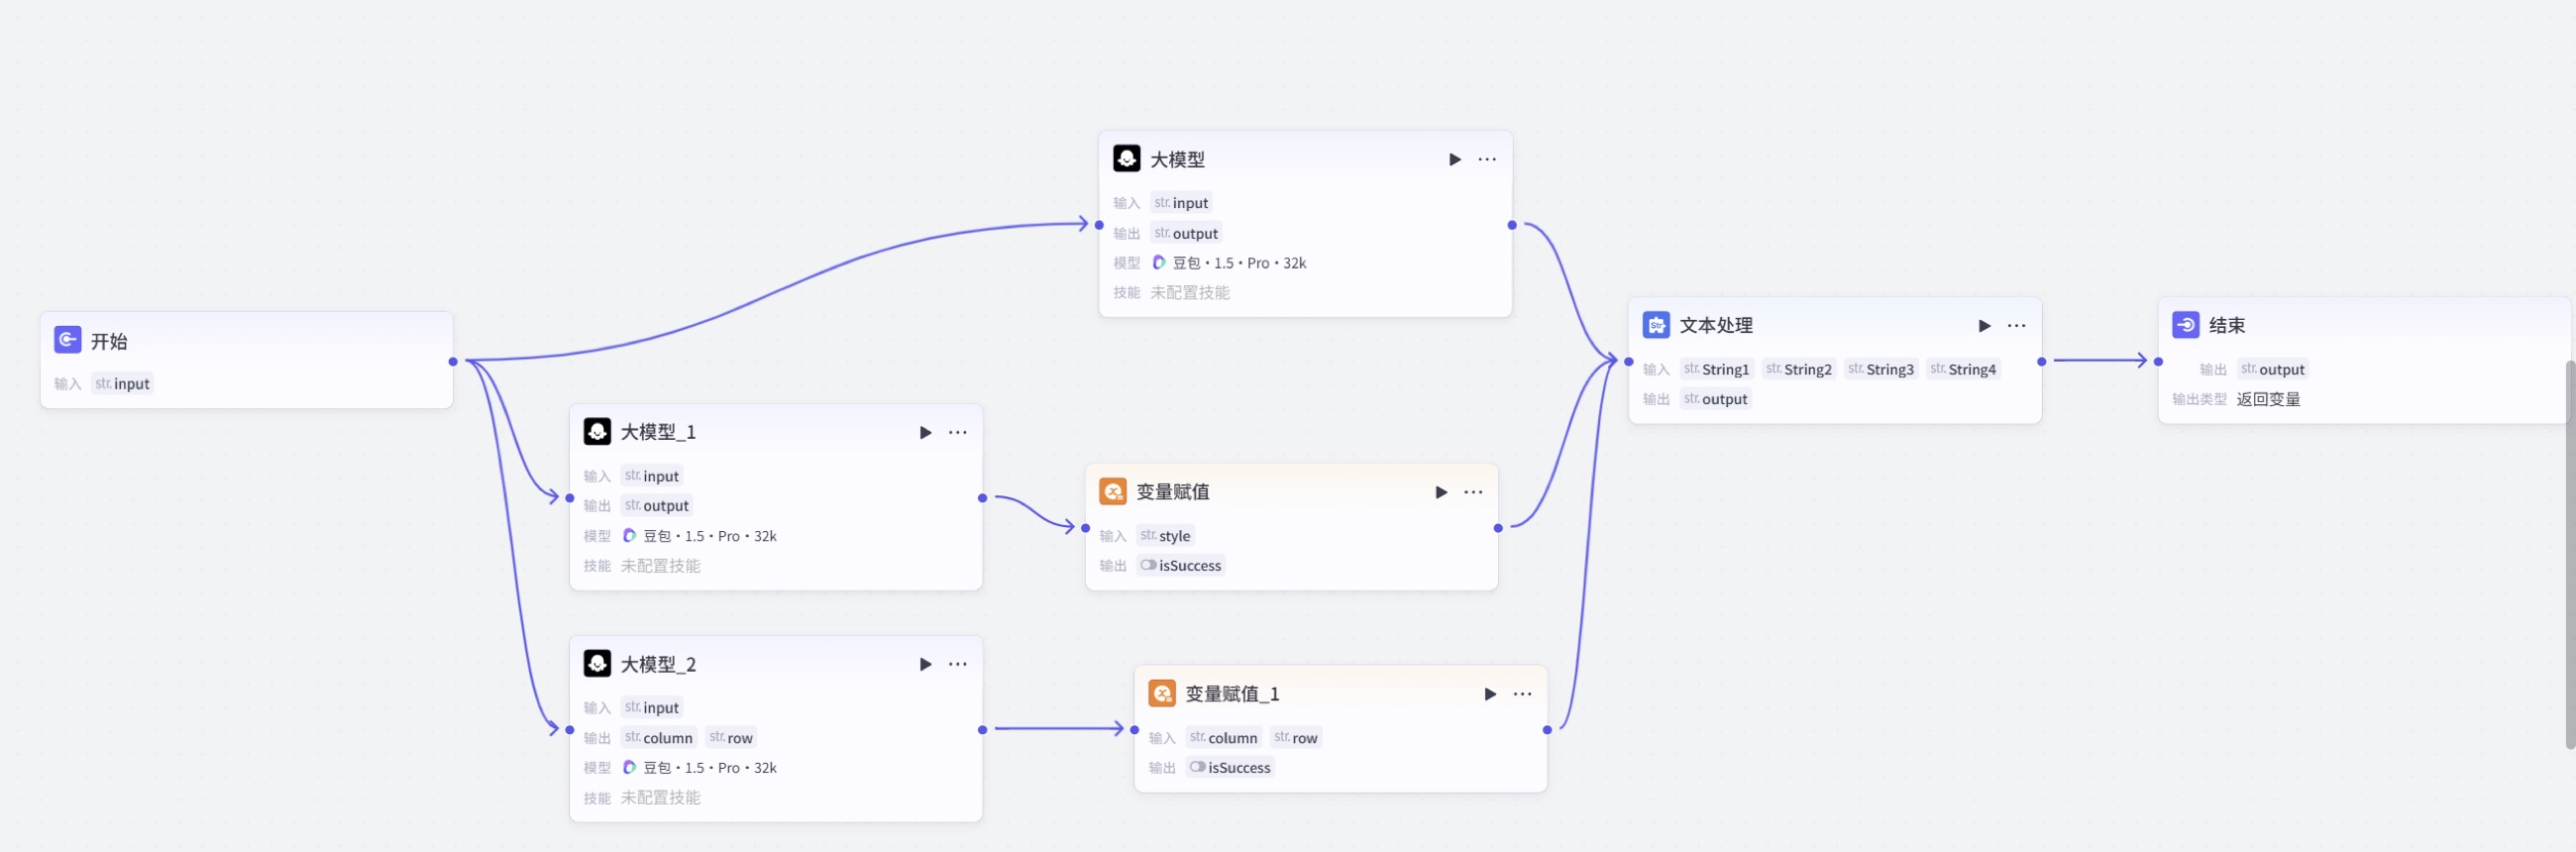 开始
输入 str. input
大模型
输入 str. input
输出 str. output
模型 豆包・1.5・Pro・32k
技能 未配置技能
大模型_1
输入 str. input
输出 str. output
模型 豆包・1.5・Pro・32k
技能 未配置技能
变量赋值
输入 str. style
输出 isSuccess
大模型_2
输入 str. input
输出 str. column str. row
模型 豆包・1.5・Pro・32k
技能 未配置技能
变量赋值_1
输入 str. column str. row
输出 isSuccess
Str
文本处理
输入 str. String1 str. String2 str. String3 str. String4
输出 str. output
结束
输出 str. output
输出类型 返回变量